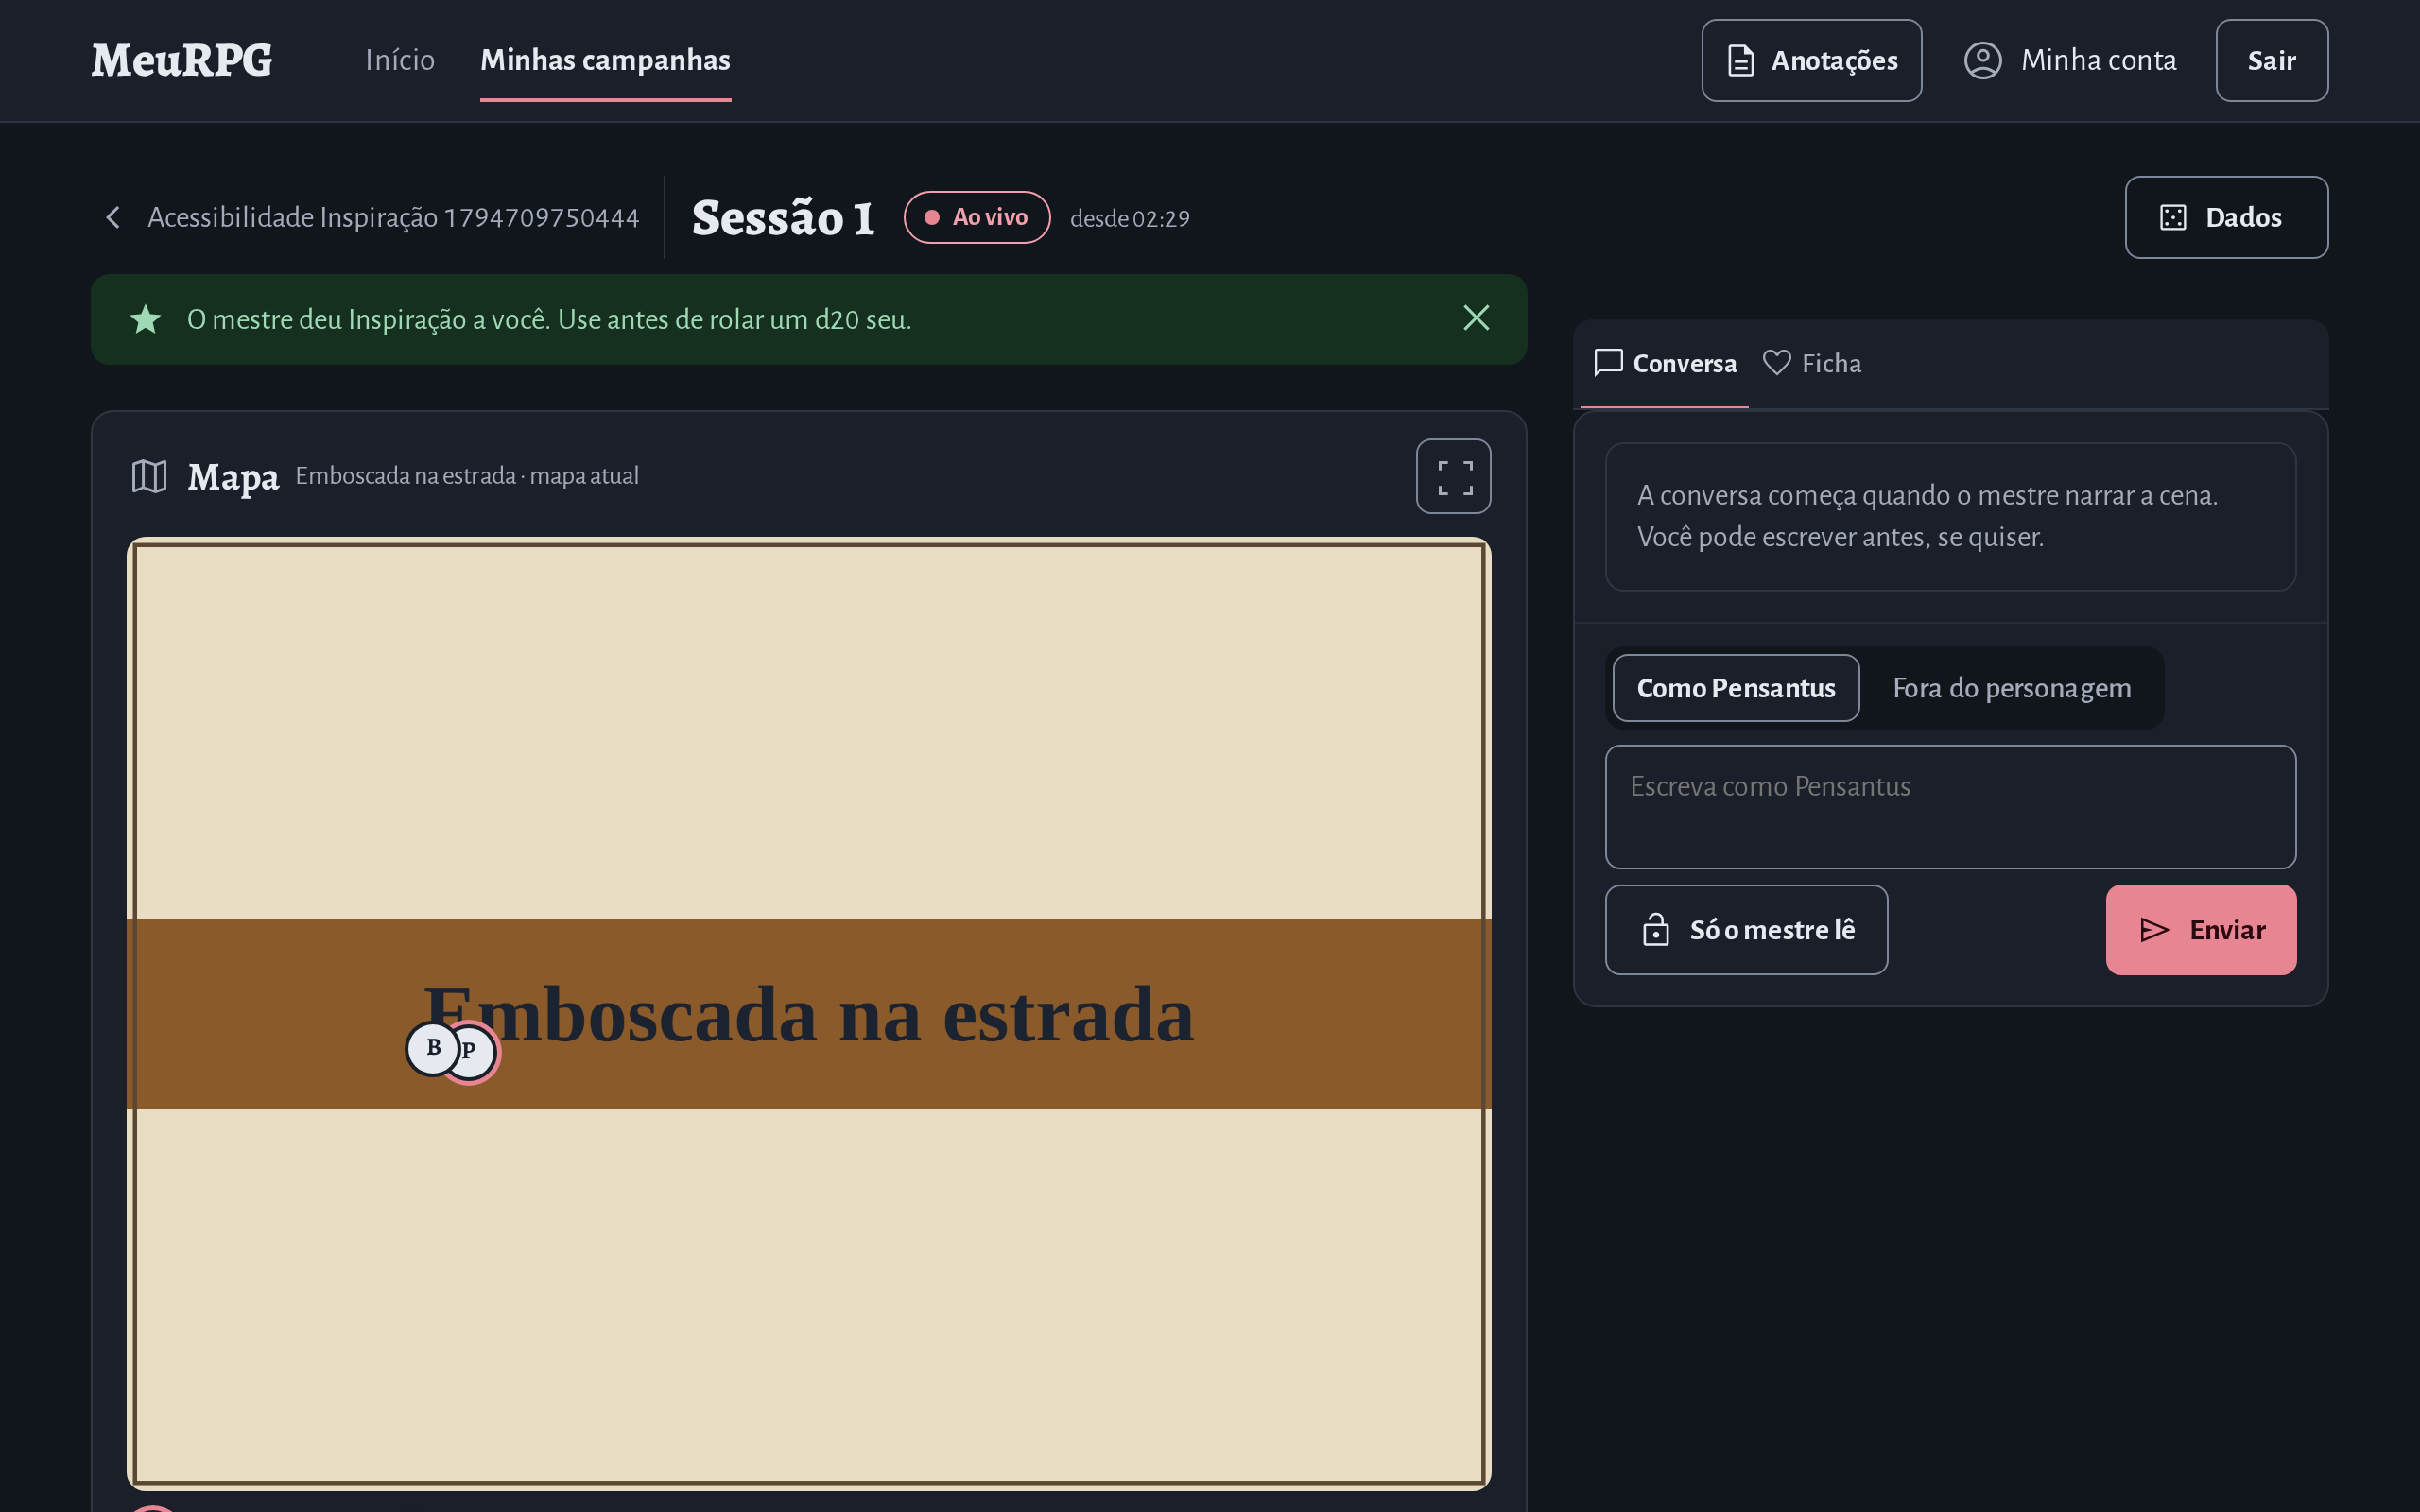 MeuRPG
Início
Minhas campanhas
Anotações
Minha conta
Sair
Acessibilidade Inspiração 1794709750444
Sessão 1
Ao vivo
desde 02:29
Dados
O mestre deu Inspiração a você. Use antes de rolar um d20 seu.
Conversa
Ficha
Mapa
Emboscada na estrada · mapa atual
A conversa começa quando o mestre narrar a cena.
Você pode escrever antes, se quiser.
Como Pensantus
Fora do personagem
Escreva como Pensantus
Só o mestre lê
Enviar
Emboscada na estrada
B
P